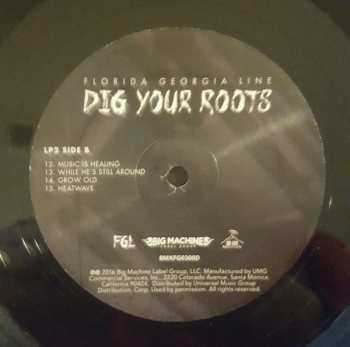 FLORIDA GEORGIA LINE
DIG YOUR ROOTS
LP2 SIDE B
12. MUSIC IS HEALING
13. WHILE HE'S STILL AROUND
14. GROW OLD
15. HEATWAVE
FGL
BIG MACHINE
LABEL GROUP
BMXFG0300D
℗© 2016 Big Machine Label Group, LLC. Manufactured by UMG
Commercial Services, Inc., 2220 Colorado Avenue, Santa Monica,
California 90404. Distributed by Universal Music Group
Distribution, Corp. Used by permission. All rights reserved.